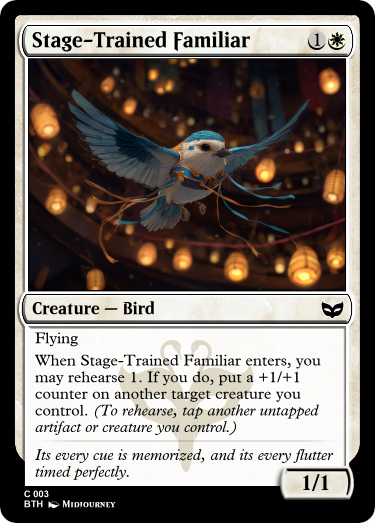 Stage-Trained Familiar 1
Creature — Bird
Flying
When Stage-Trained Familiar enters, you
may rehearse 1. If you do, put a +1/+1
counter on another target creature you
control. (To rehearse, tap another untapped
artifact or creature you control.)
Its every cue is memorized, and its every flutter
timed perfectly.
1/1
C 003
BTH Midjourney